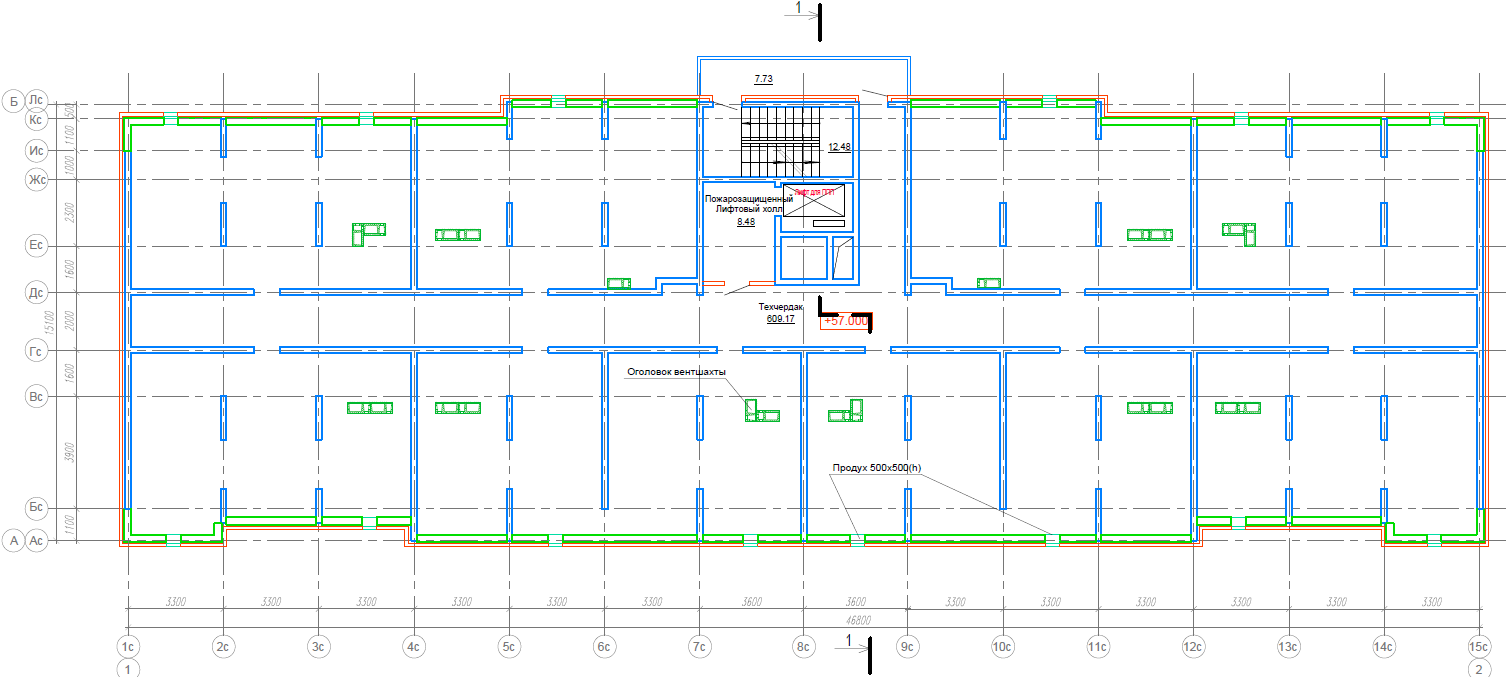 1
7.73
Б Лс
Кс
Ис
Жс
Ес
Дс
Гс
Вс
Бс
А Ас
500
1100
1000
2300
1600
2000
15100
1600
3900
1100
12.48
Лифт для ППП
Пожарозащищенный
Лифтовый холл
8.48
Техчердак
609.17
+57.000
Оголовок вентшахты
Продух 500х500(h)
3300 3300 3300 3300 3300 3300 3600 3600 3300 3300 3300 3300 3300 3300
46800
1
1с 2с 3с 4с 5с 6с 7с 8с 9с 10с 11с 12с 13с 14с 15с
1 2